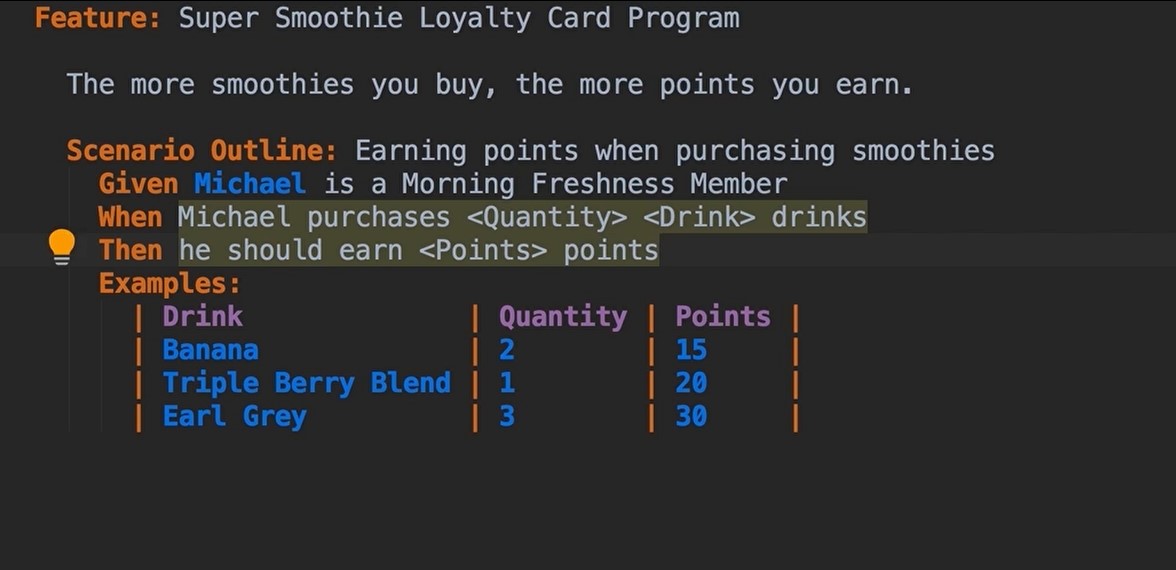 Feature: Super Smoothie Loyalty Card Program
The more smoothies you buy, the more points you earn.
Scenario Outline: Earning points when purchasing smoothies
Given Michael is a Morning Freshness Member
When Michael purchases <Quantity> <Drink> drinks
Then he should earn <Points> points
Examples:
| Drink | Quantity | Points |
| Banana | 2 | 15 |
| Triple Berry Blend | 1 | 20 |
| Earl Grey | 3 | 30 |